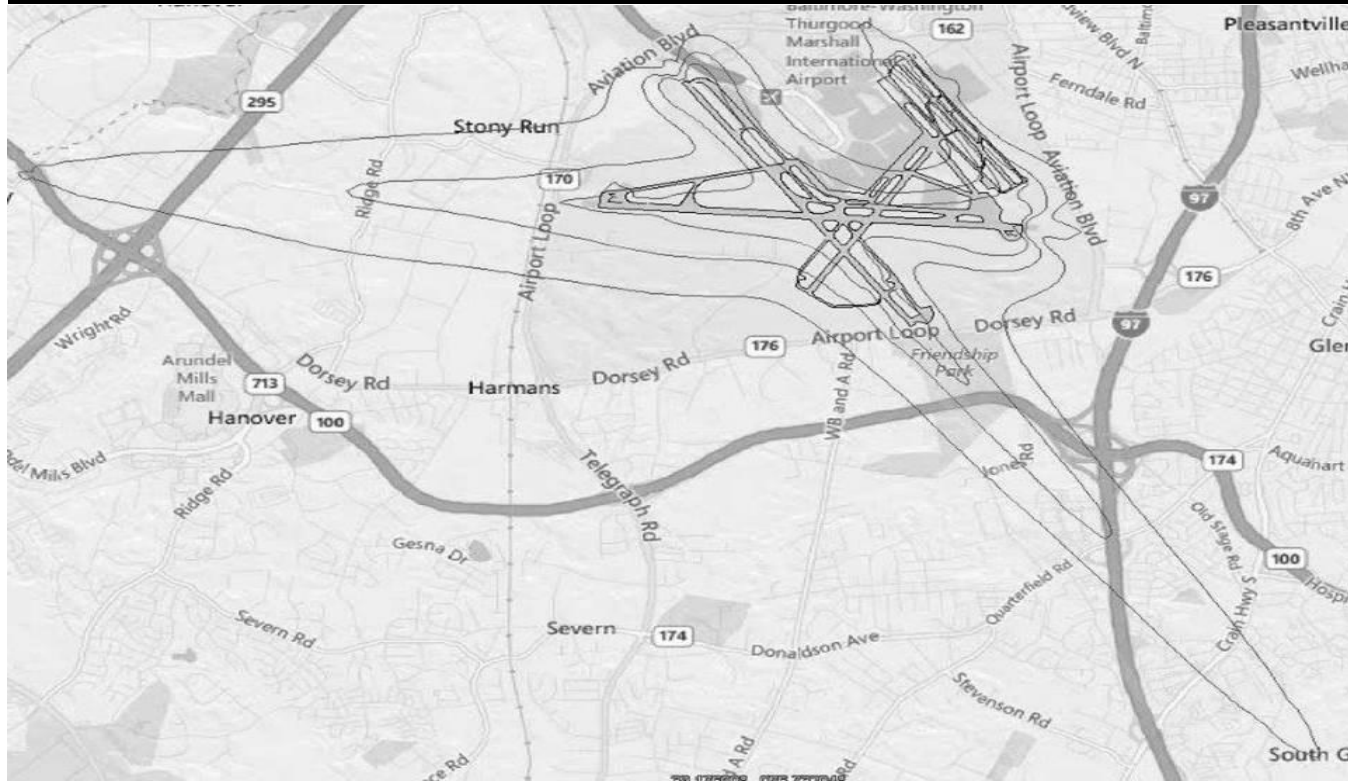 Baltimore-Washington
Thurgood
Marshall
International
Airport
162
Pleasantville
Aviation Blvd
Airport Loop
Ferndale Rd
295
Stony Run
Ridge Rd
170
Airport Loop
Aviation Blvd
97
8th Ave
176
Wright Rd
Arundel
Mills
Mall
713
Dorsey Rd
Harmans
Dorsey Rd
176
Airport Loop
Dorsey Rd
97
Friendship
Park
Hanover
100
WB and A Rd
Ridge Rd
Telegraph Rd
Jones Rd
174
Old Stage Rd
100
Gesna Dr
Quarterfield Rd
Crain Hwy S
Severn Rd
Severn
174
Donaldson Ave
Stevenson Rd
d A Rd
Rd
South G